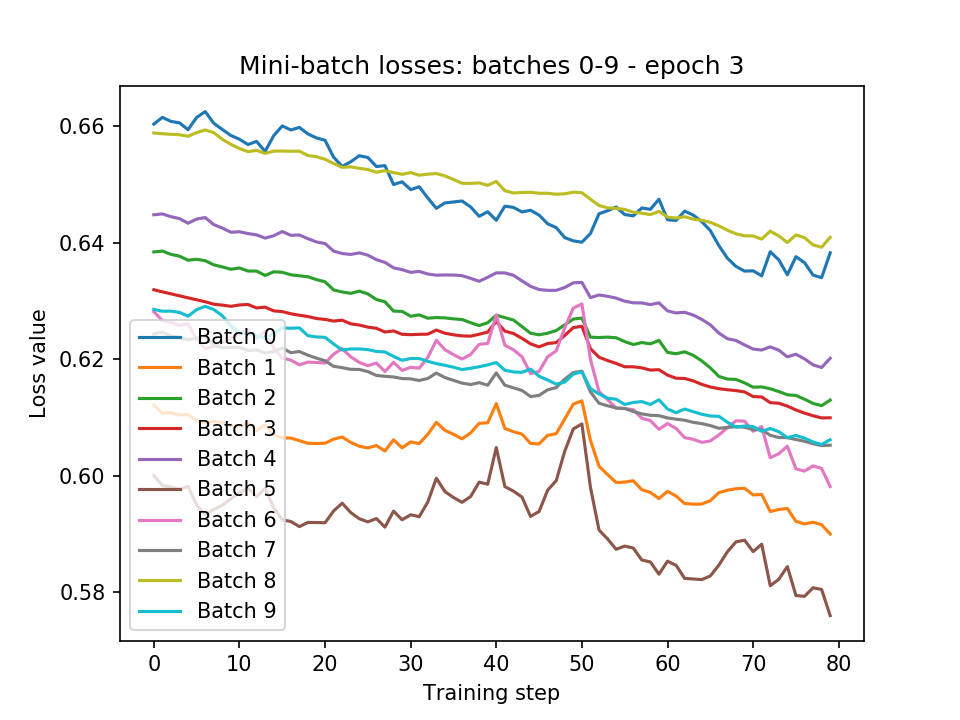 Mini-batch losses: batches 0-9 - epoch 3
0.66
0.64
0.62
0.60
0.58
Loss value
Batch 0
Batch 1
Batch 2
Batch 3
Batch 4
Batch 5
Batch 6
Batch 7
Batch 8
Batch 9
0 10 20 30 40 50 60 70 80
Training step